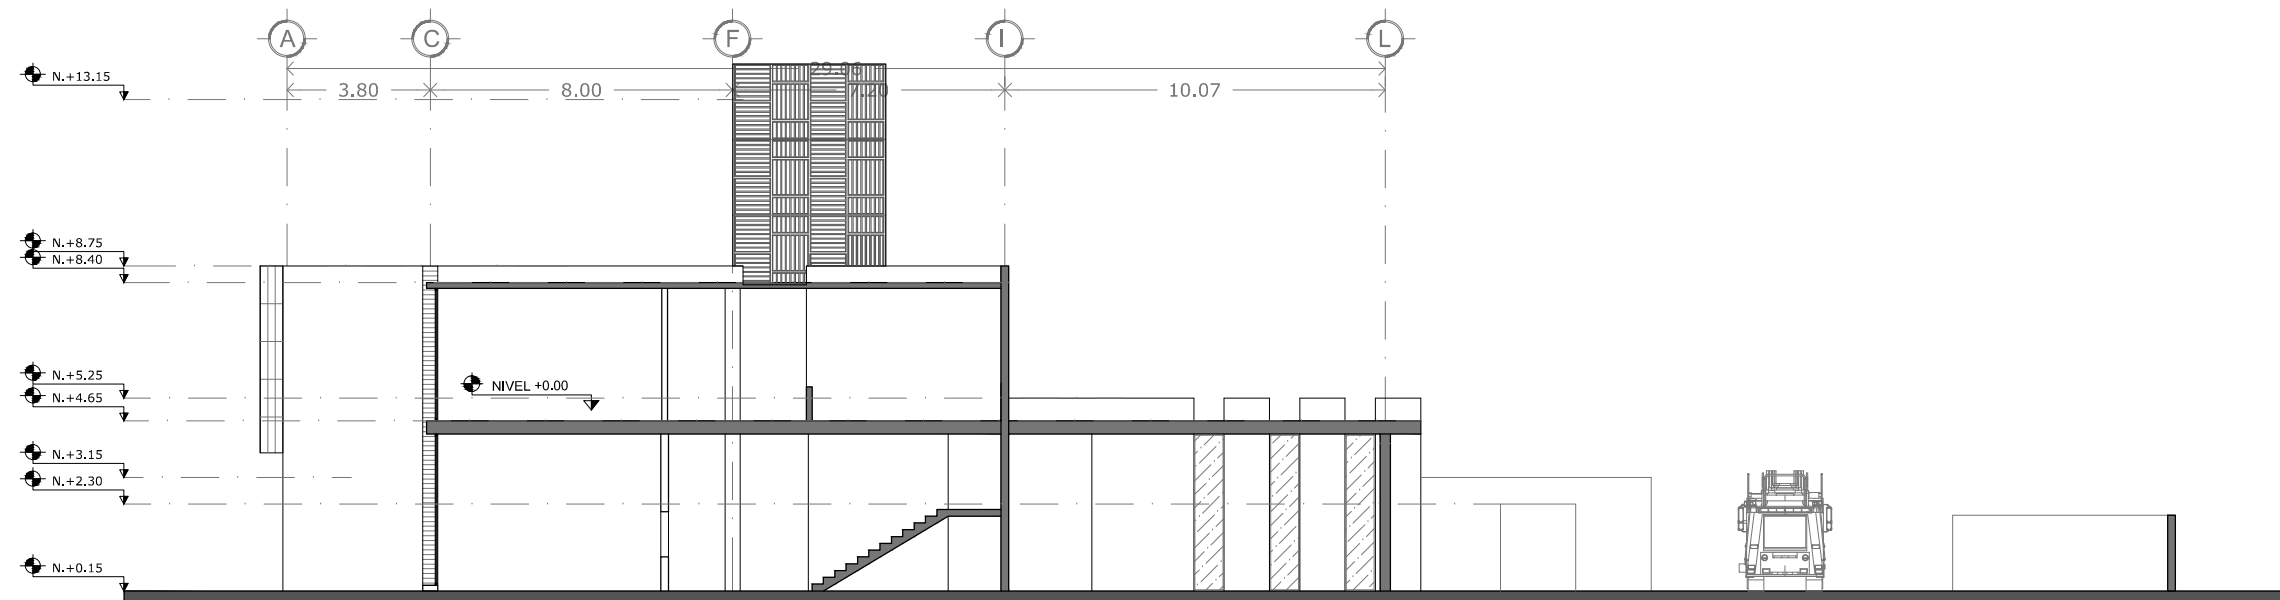 A C F I L
29.06
3.80 8.00 7.20 10.07
N.+13.15
N.+8.75
N.+8.40
N.+5.25
NIVEL +0.00
N.+4.65
N.+3.15
N.+2.30
N.+0.15